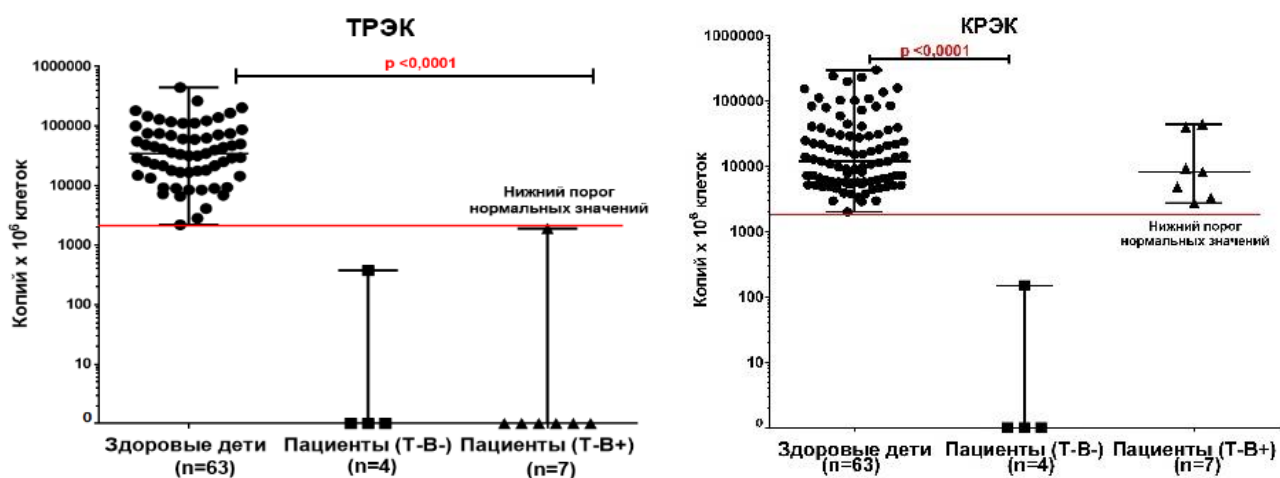 ТРЭК
p <0,0001
Копий x 10⁶ клеток
1000000
100000
10000
1000
100
10
0
Нижний порог
нормальных значений
Здоровые дети
(n=63)
Пациенты (T-B-)
(n=4)
Пациенты (T-B+)
(n=7)
КРЭК
p <0,0001
Копий x 10⁶ клеток
1000000
100000
10000
1000
100
10
0
Нижний порог
нормальных значений
Здоровые дети
(n=63)
Пациенты (T-B-)
(n=4)
Пациенты (T-B+)
(n=7)